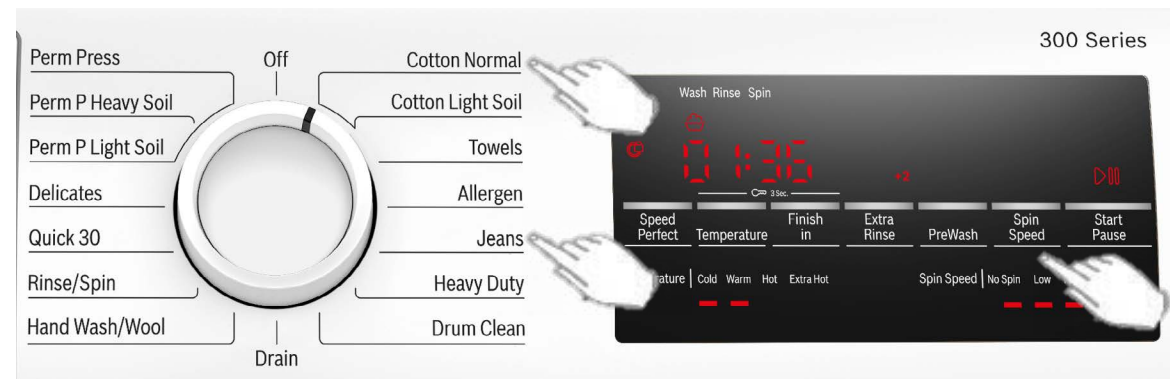 300 Series
Off
Perm Press
Perm P Heavy Soil
Perm P Light Soil
Delicates
Quick 30
Rinse/Spin
Hand Wash/Wool
Drain
Cotton Normal
Cotton Light Soil
Towels
Allergen
Jeans
Heavy Duty
Drum Clean
Wash Rinse Spin
01:36
+2
3 Sec.
Speed
Perfect
Temperature
Finish
in
Extra
Rinse
PreWash
Spin
Speed
Start
Pause
Cold Warm Hot Extra Hot
Spin Speed No Spin Low